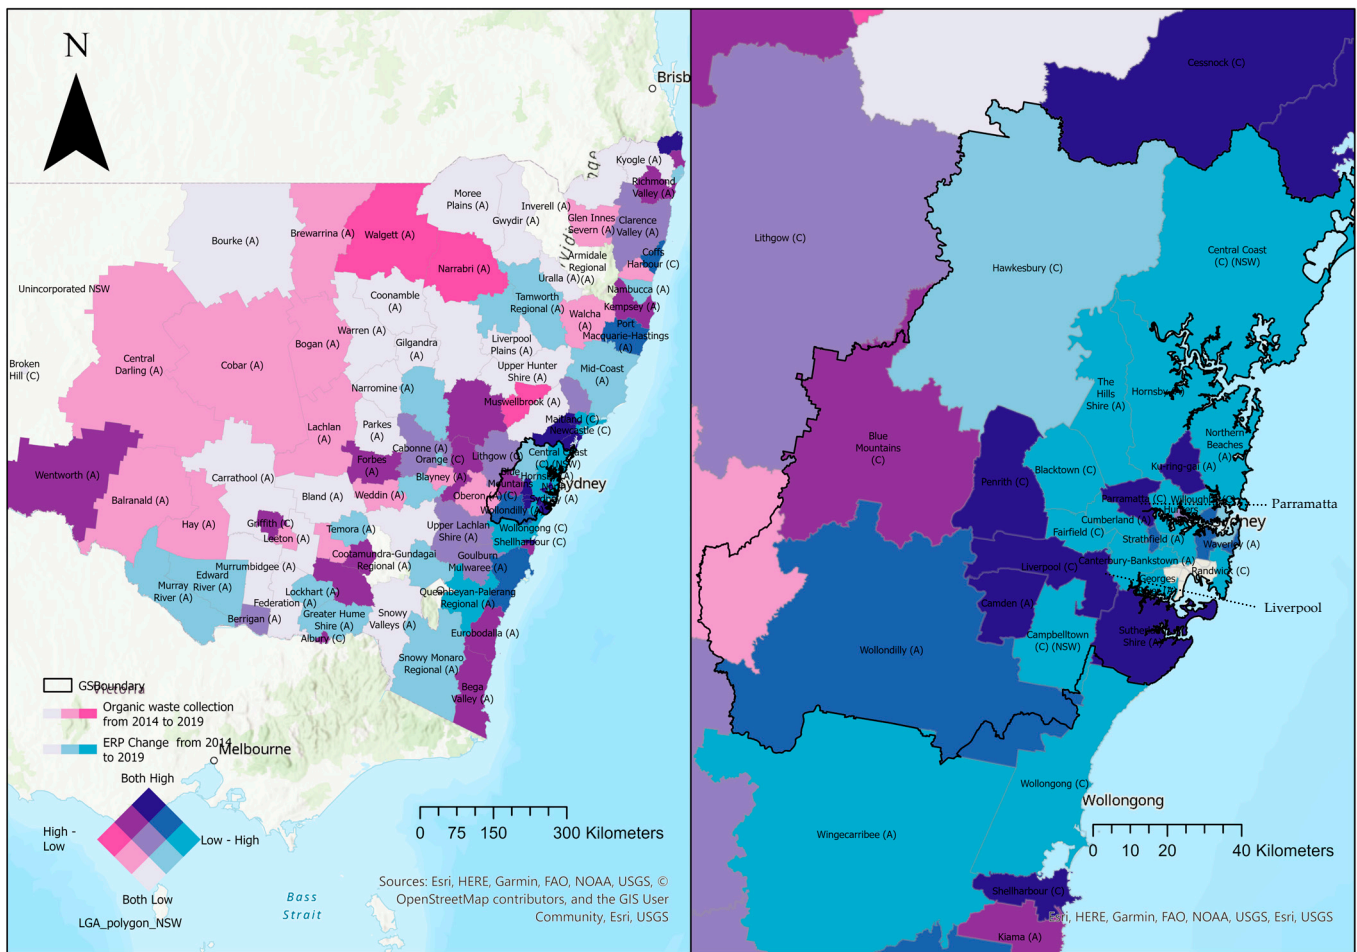 N
Brisb
Kyogle (A)
Richmond
Valley (A)
Moree
Plains (A)
Inverell (A)
Gwydir (A)
Glen Innes
Severn (A)
Clarence
Valley (A)
Bourke (A)
Brewarrina (A)
Walgett (A)
Narrabri (A)
Coffs
Harbour (C)
Armidale
Regional
(A)
Uralla (A)
Unincorporated NSW
Coonamble
(A)
Tamworth
Regional (A)
Nambucca (A)
Kempsey (A)
Walcha
(A)
Port
Macquarie-Hastings
(A)
Warren (A)
Bogan (A)
Gilgandra
(A)
Liverpool
Plains (A)
Upper Hunter
Shire (A)
Mid-Coast
(A)
Broken
Hill (C)
Central
Darling (A)
Cobar (A)
Narromine (A)
Muswellbrook (A)
Maitland (C)
Newcastle (C)
Lachlan
(A)
Parkes
(A)
Cabonne (A)
Orange (C)
Lithgow (C)
Central Coast
(C) (NSW)
Wentworth (A)
Carrathool (A)
Forbes
(A)
Blayney (A)
Blue
Mountains
(C)
Sydney
Balranald (A)
Bland (A)
Weddin (A)
Oberon (A)
Wollondilly (A)
Hay (A)
Griffith (C)
Leeton (A)
Temora (A)
Upper Lachlan
Shire (A)
Wollongong (C)
Shellharbour (C)
Cootamundra-Gundagai
Regional (A)
Goulburn
Mulwaree (A)
Murrumbidgee (A)
Edward
River (A)
Murray
River (A)
Lockhart (A)
Federation (A)
Queanbeyan-Palerang
Regional (A)
Berrigan (A)
Greater Hume
Shire (A)
Snowy
Valleys (A)
Albury (C)
Eurobodalla (A)
Snowy Monaro
Regional (A)
Bega
Valley (A)
GSBoundary
Victoria
Organic waste collection
from 2014 to 2019
ERP Change from 2014
to 2019
Melbourne
Both High
High -
Low
Low - High
Both Low
LGA_polygon_NSW
0 75 150 300 Kilometers
Bass
Strait
Sources: Esri, HERE, Garmin, FAO, NOAA, USGS, ©
OpenStreetMap contributors, and the GIS User
Community, Esri, USGS
Cessnock (C)
Lithgow (C)
Hawkesbury (C)
Central Coast
(C) (NSW)
The
Hills
Shire (A)
Northern
Beaches
(A)
Blue
Mountains
(C)
Ku-ring-gai (A)
Blacktown (C)
Penrith (C)
Parramatta (C)
Parramatta
Cumberland (A)
Fairfield (C)
Strathfield (A)
Waverley (A)
Canterbury-Bankstown (A)
Liverpool (C)
Randwick (C)
Georges
Liverpool
Camden (A)
Campbelltown
(C) (NSW)
Wollondilly (A)
Wollongong (C)
Wollongong
Wingecarribee (A)
0 10 20 40 Kilometers
Shellharbour (C)
Esri, HERE, Garmin, FAO, NOAA, USGS, Esri, USGS
Kiama (A)